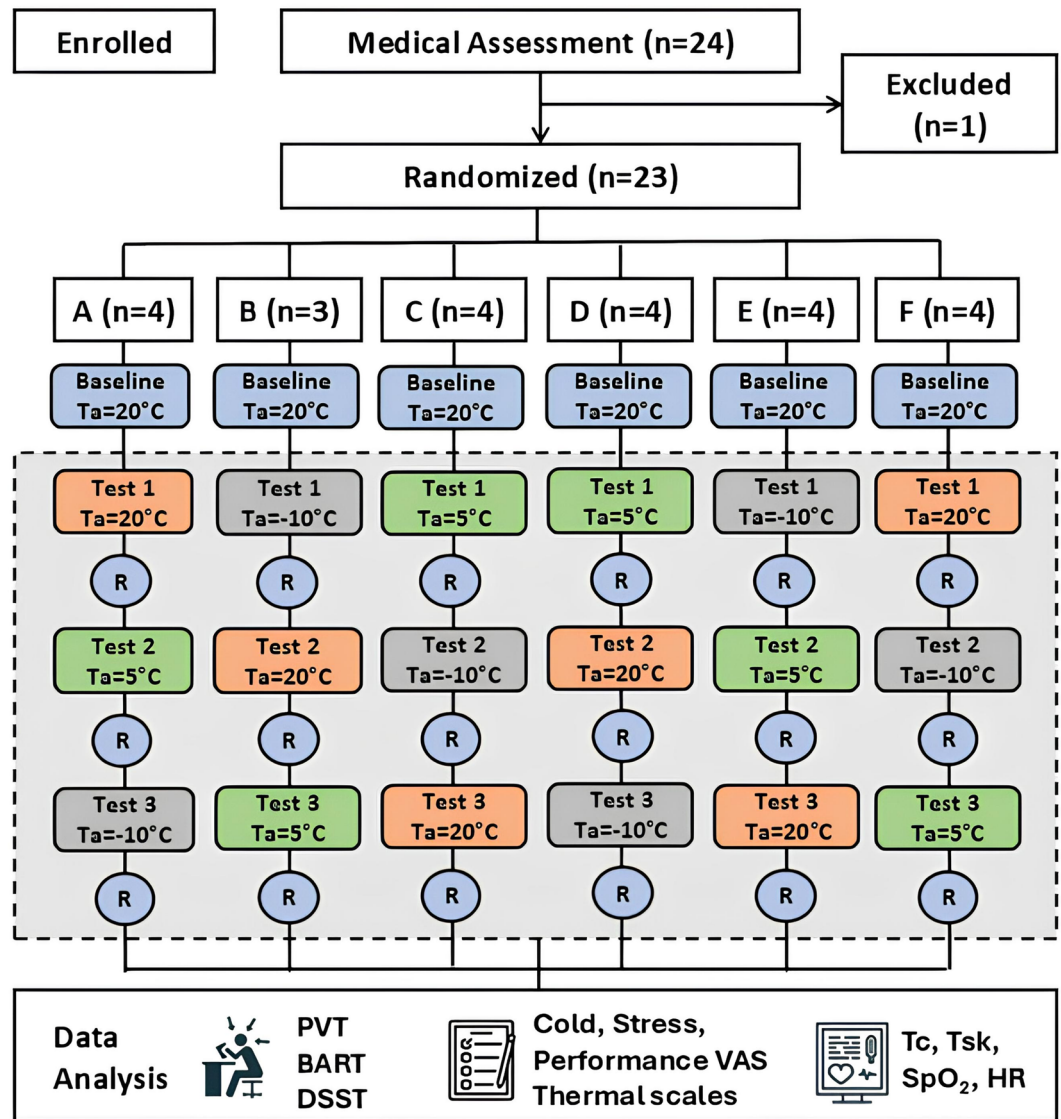 Enrolled
Medical Assessment (n=24)
Excluded
(n=1)
Randomized (n=23)
A (n=4)
B (n=3)
C (n=4)
D (n=4)
E (n=4)
F (n=4)
Baseline
Ta=20°C
Baseline
Ta=20°C
Baseline
Ta=20°C
Baseline
Ta=20°C
Baseline
Ta=20°C
Baseline
Ta=20°C
Test 1
Ta=20°C
Test 1
Ta=-10°C
Test 1
Ta=5°C
Test 1
Ta=5°C
Test 1
Ta=-10°C
Test 1
Ta=20°C
R
R
R
R
R
R
Test 2
Ta=5°C
Test 2
Ta=20°C
Test 2
Ta=-10°C
Test 2
Ta=20°C
Test 2
Ta=5°C
Test 2
Ta=-10°C
R
R
R
R
R
R
Test 3
Ta=-10°C
Test 3
Ta=5°C
Test 3
Ta=20°C
Test 3
Ta=-10°C
Test 3
Ta=20°C
Test 3
Ta=5°C
R
R
R
R
R
R
Data
Analysis
PVT
BART
DSST
Cold, Stress,
Performance VAS
Thermal scales
Tc, Tsk,
SpO₂, HR